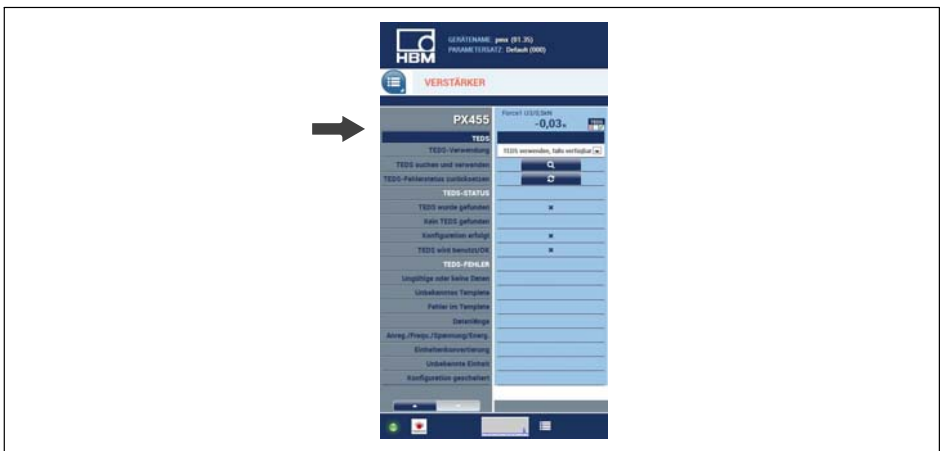 HBM
GERÄTENAME: pmx (01.35)
PARAMETERSATZ: Default (000)
VERSTÄRKER
PX455
Force1 U3/0,5kN
-0,03 N
TEDS
TEDS
TEDS-Verwendung
TEDS verwenden, falls verfügbar
TEDS suchen und verwenden
TEDS-Fehlerstatus zurücksetzen
TEDS-STATUS
TEDS wurde gefunden
Kein TEDS gefunden
Konfiguration erfolgt
TEDS wird benutzt/OK
TEDS-FEHLER
Ungültige oder keine Daten
Unbekanntes Template
Fehler im Template
Datenlänge
Anreg./Frequ./Spannung/Energ.
Einheitenkonvertierung
Unbekannte Einheit
Konfiguration gescheitert